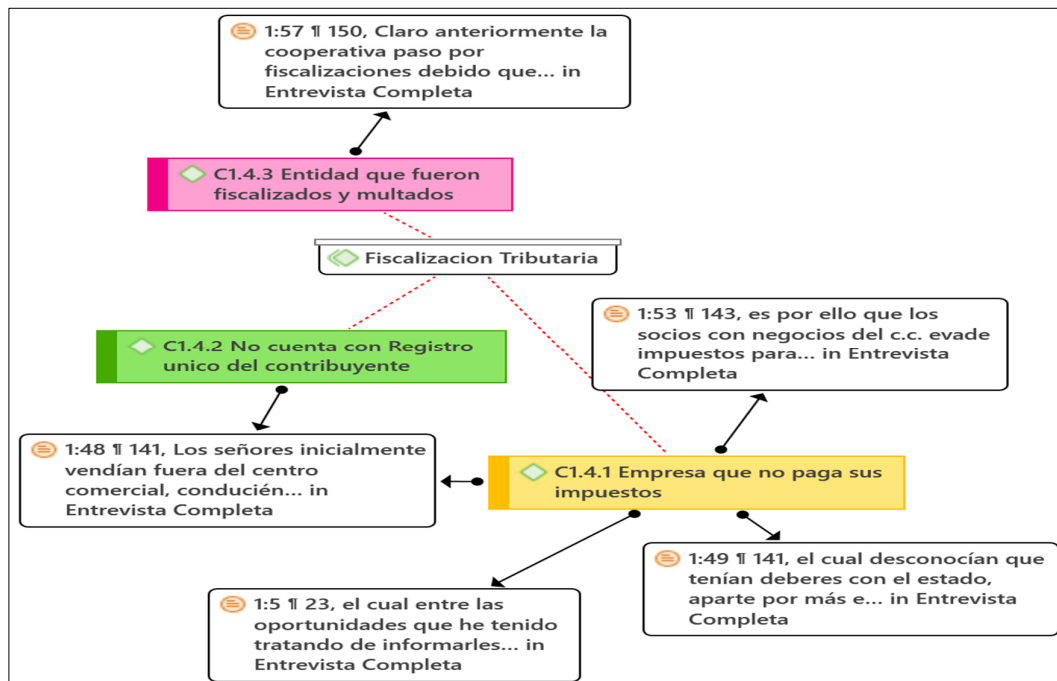 1:57 ¶ 150, Claro anteriormente la
cooperativa paso por
fiscalizaciones debido que... in
Entrevista Completa
C1.4.3 Entidad que fueron
fiscalizados y multados
Fiscalizacion Tributaria
C1.4.2 No cuenta con Registro
unico del contribuyente
1:53 ¶ 143, es por ello que los
socios con negocios del c.c. evade
impuestos para... in Entrevista
Completa
1:48 ¶ 141, Los señores inicialmente
vendían fuera del centro
comercial, conducién... in
Entrevista Completa
C1.4.1 Empresa que no paga sus
impuestos
1:49 ¶ 141, el cual desconocían que
tenían deberes con el estado,
aparte por más e... in Entrevista
Completa
1:5 ¶ 23, el cual entre las
oportunidades que he tenido
tratando de informarles... in
Entrevista Completa